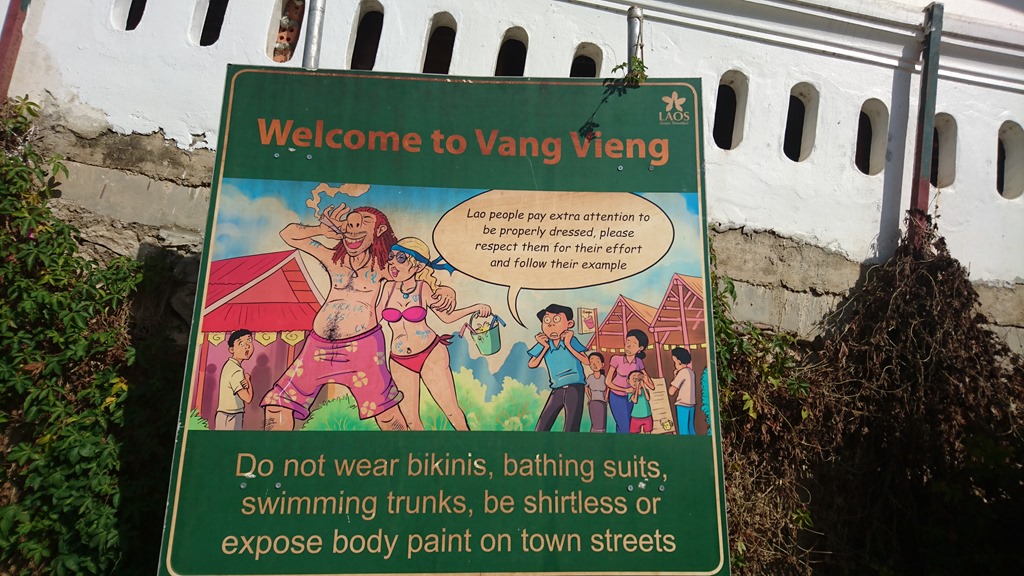 LAOS
Welcome to Vang Vieng
Lao people pay extra attention to
be properly dressed, please
respect them for their effort
and follow their example
Do not wear bikinis, bathing suits,
swimming trunks, be shirtless or
expose body paint on town streets